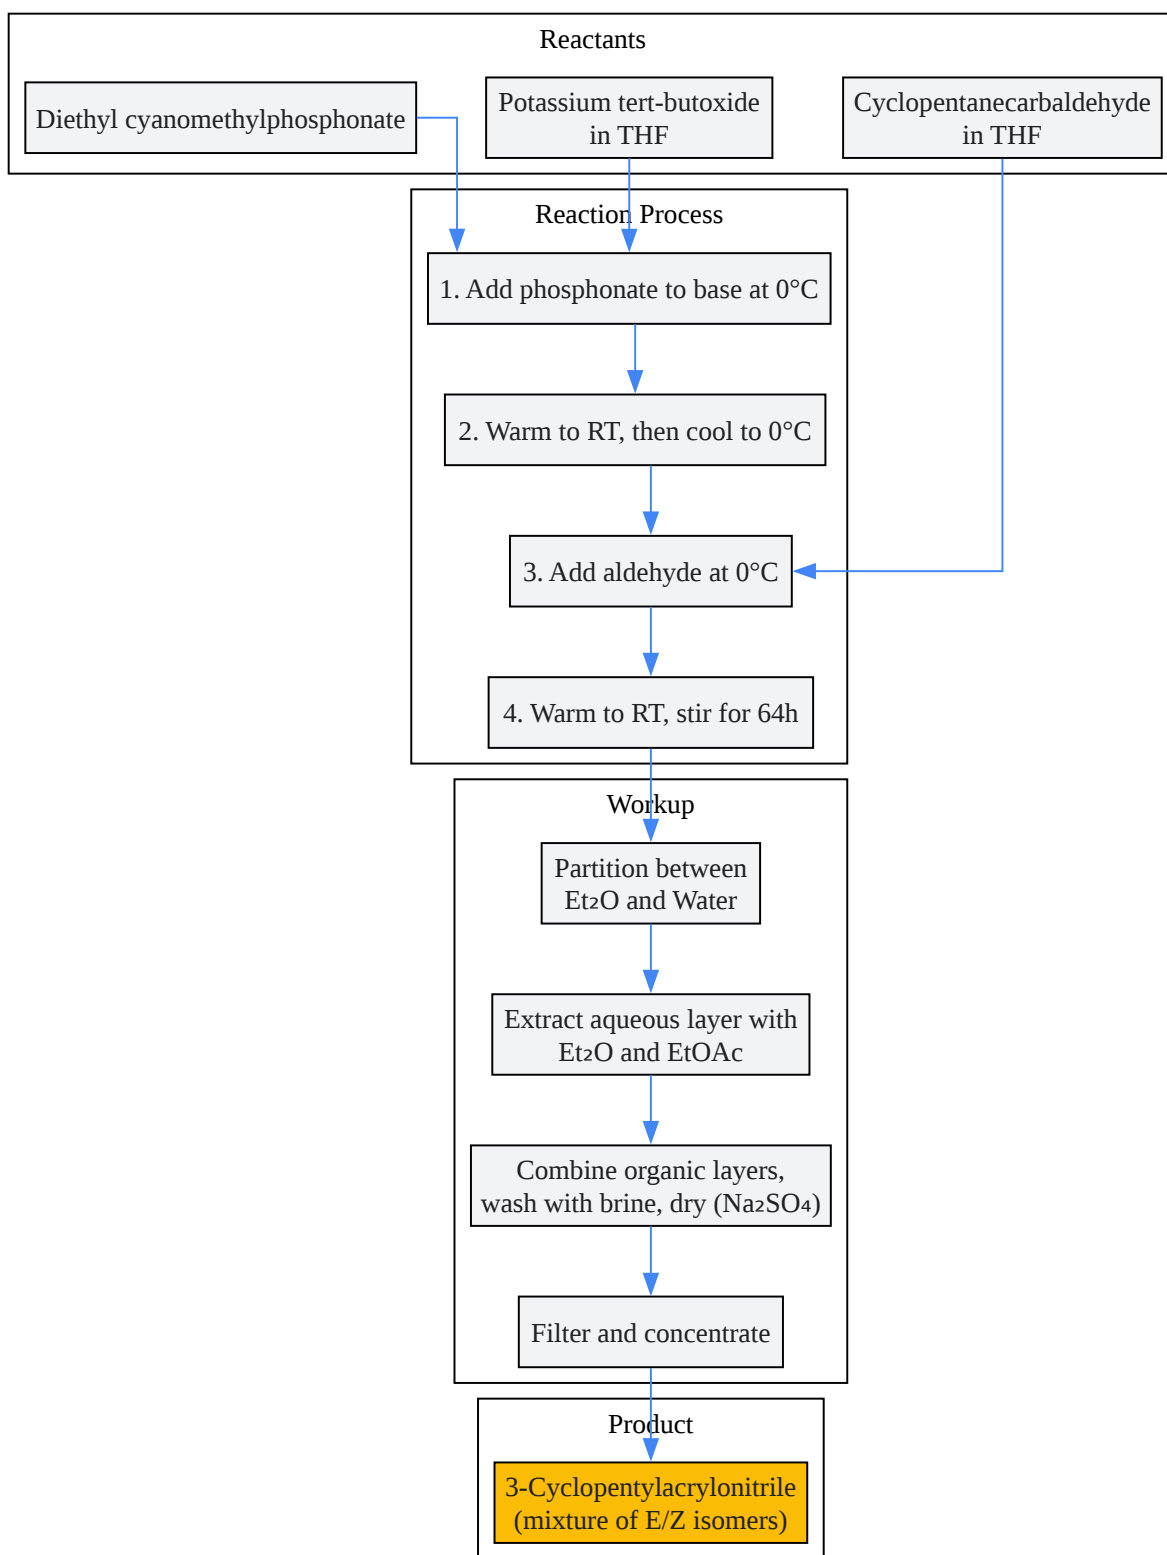 Reactants
Diethyl cyanomethylphosphonate
Potassium tert-butoxide
in THF
Cyclopentanecarbaldehyde
in THF
Reaction Process
1. Add phosphonate to base at 0°C
2. Warm to RT, then cool to 0°C
3. Add aldehyde at 0°C
4. Warm to RT, stir for 64h
Workup
Partition between
Et₂O and Water
Extract aqueous layer with
Et₂O and EtOAc
Combine organic layers,
wash with brine, dry (Na₂SO₄)
Filter and concentrate
Product
3-Cyclopentylacrylonitrile
(mixture of E/Z isomers)